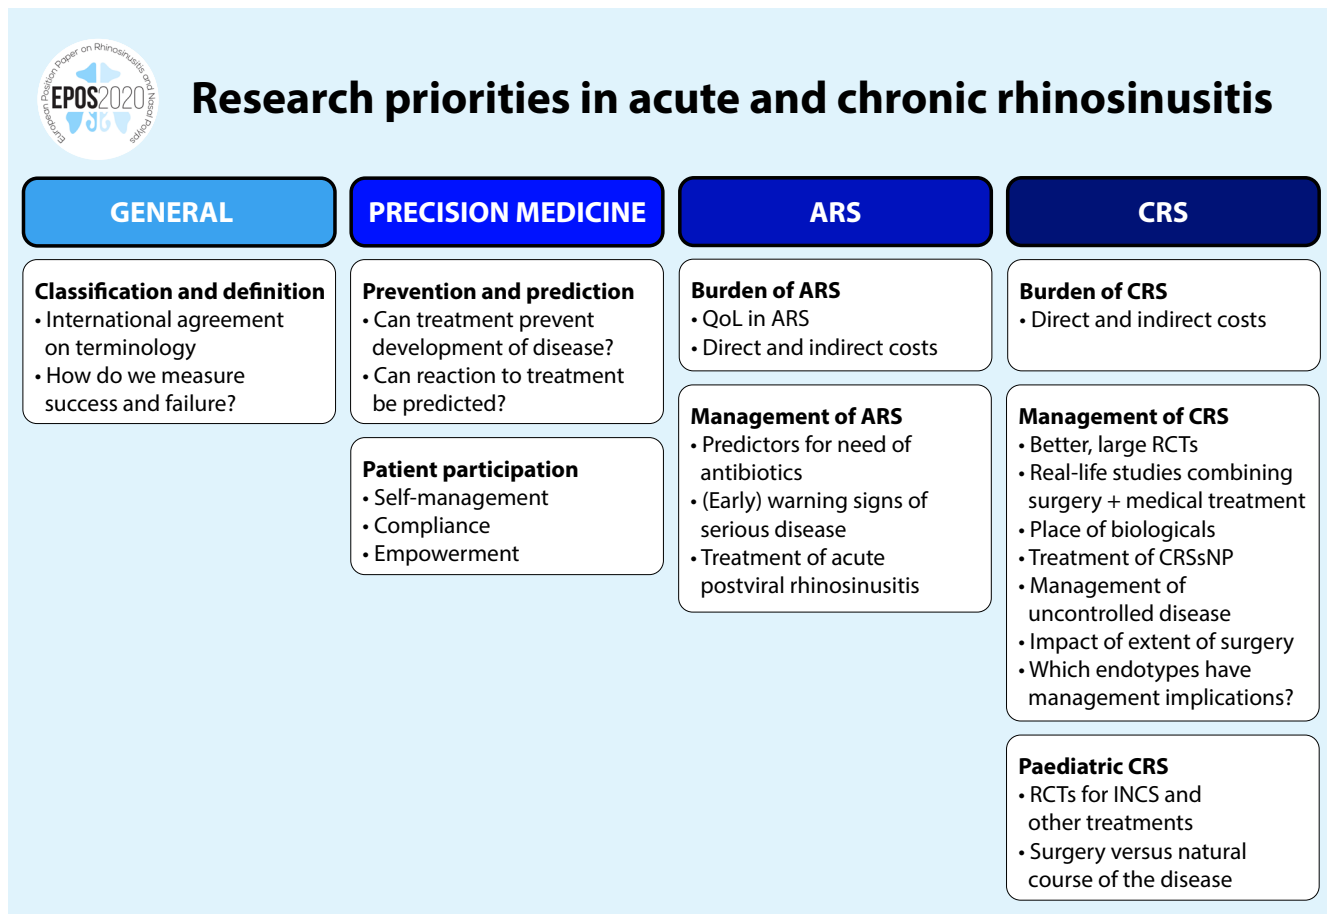 European Position Paper on Rhinosinusitis and Nasal Polyps
EPOS2020
Research priorities in acute and chronic rhinosinusitis
GENERAL
Classification and definition
• International agreement
on terminology
• How do we measure
success and failure?
PRECISION MEDICINE
Prevention and prediction
• Can treatment prevent
development of disease?
• Can reaction to treatment
be predicted?
Patient participation
• Self-management
• Compliance
• Empowerment
ARS
Burden of ARS
• QoL in ARS
• Direct and indirect costs
Management of ARS
• Predictors for need of
antibiotics
• (Early) warning signs of
serious disease
• Treatment of acute
postviral rhinosinusitis
CRS
Burden of CRS
• Direct and indirect costs
Management of CRS
• Better, large RCTs
• Real-life studies combining
surgery + medical treatment
• Place of biologicals
• Treatment of CRSsNP
• Management of
uncontrolled disease
• Impact of extent of surgery
• Which endotypes have
management implications?
Paediatric CRS
• RCTs for INCS and
other treatments
• Surgery versus natural
course of the disease